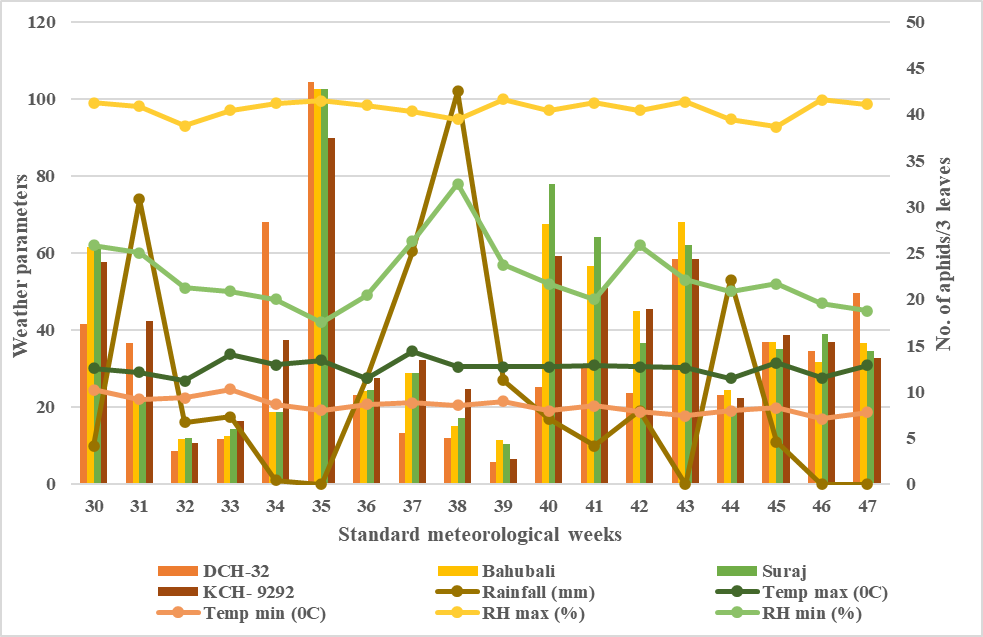 120
100
80
60
40
20
0
Weather parameters
50
45
40
35
30
25
20
15
10
5
0
No. of aphids/3 leaves
30 31 32 33 34 35 36 37 38 39 40 41 42 43 44 45 46 47
Standard meteorological weeks
DCH-32 Bahubali Suraj
KCH- 9292 Rainfall (mm) Temp max (0C)
Temp min (0C) RH max (%) RH min (%)